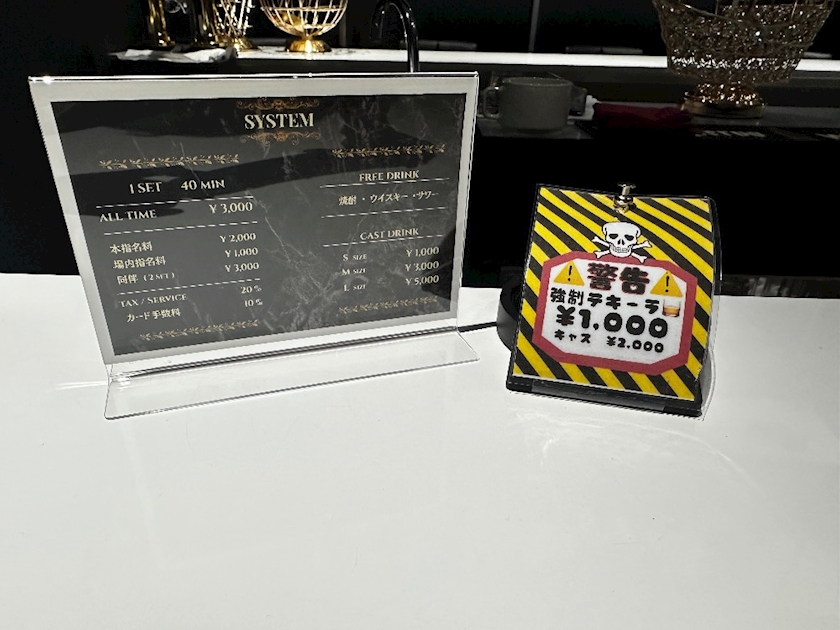 SYSTEM
1 SET 40 MIN
ALL TIME ¥3,000
本指名料 ¥2,000
場内指名料 ¥1,000
同伴（2 SET） ¥3,000
TAX / SERVICE 20%
カード手数料 10%
FREE DRINK
焼酎・ウイスキー・サワー
CAST DRINK
S SIZE ¥1,000
M SIZE ¥3,000
L SIZE ¥5,000
警告
強制テキーラ
¥1,000
キャス ¥2.000